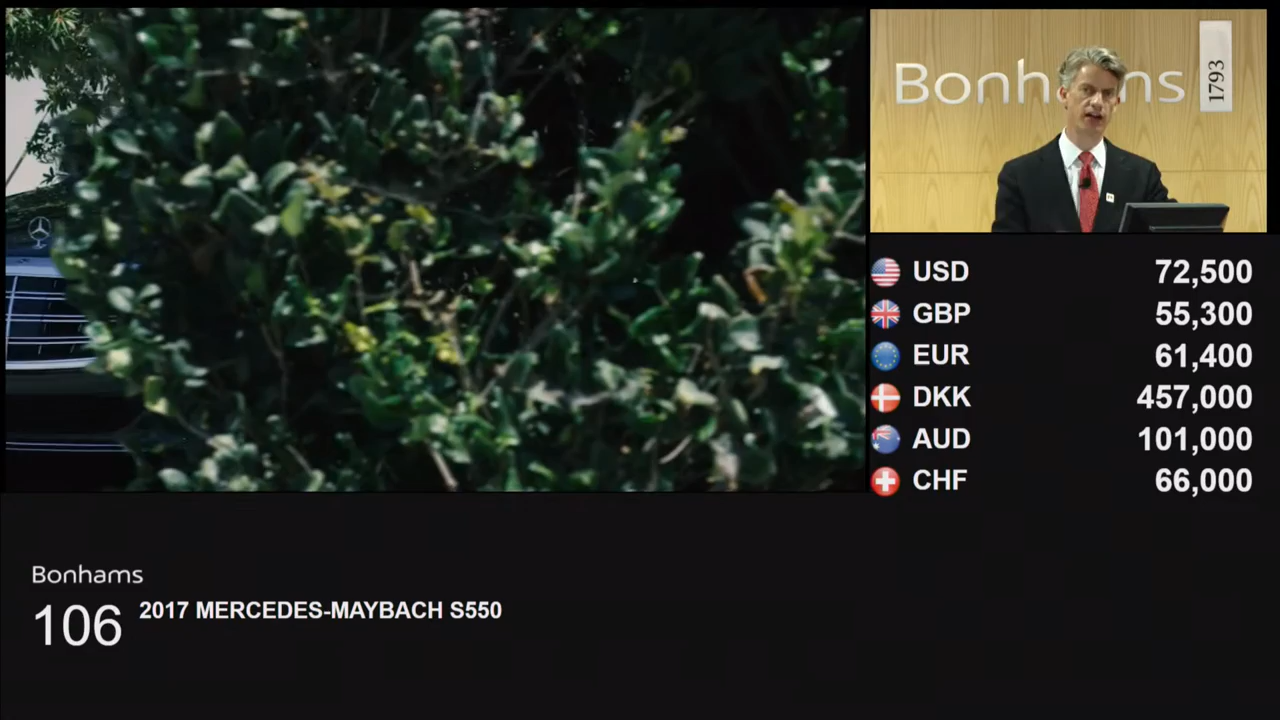 Bonhams
1793
USD 72,500
GBP 55,300
EUR 61,400
DKK 457,000
AUD 101,000
CHF 66,000
Bonhams
106 2017 MERCEDES-MAYBACH S550